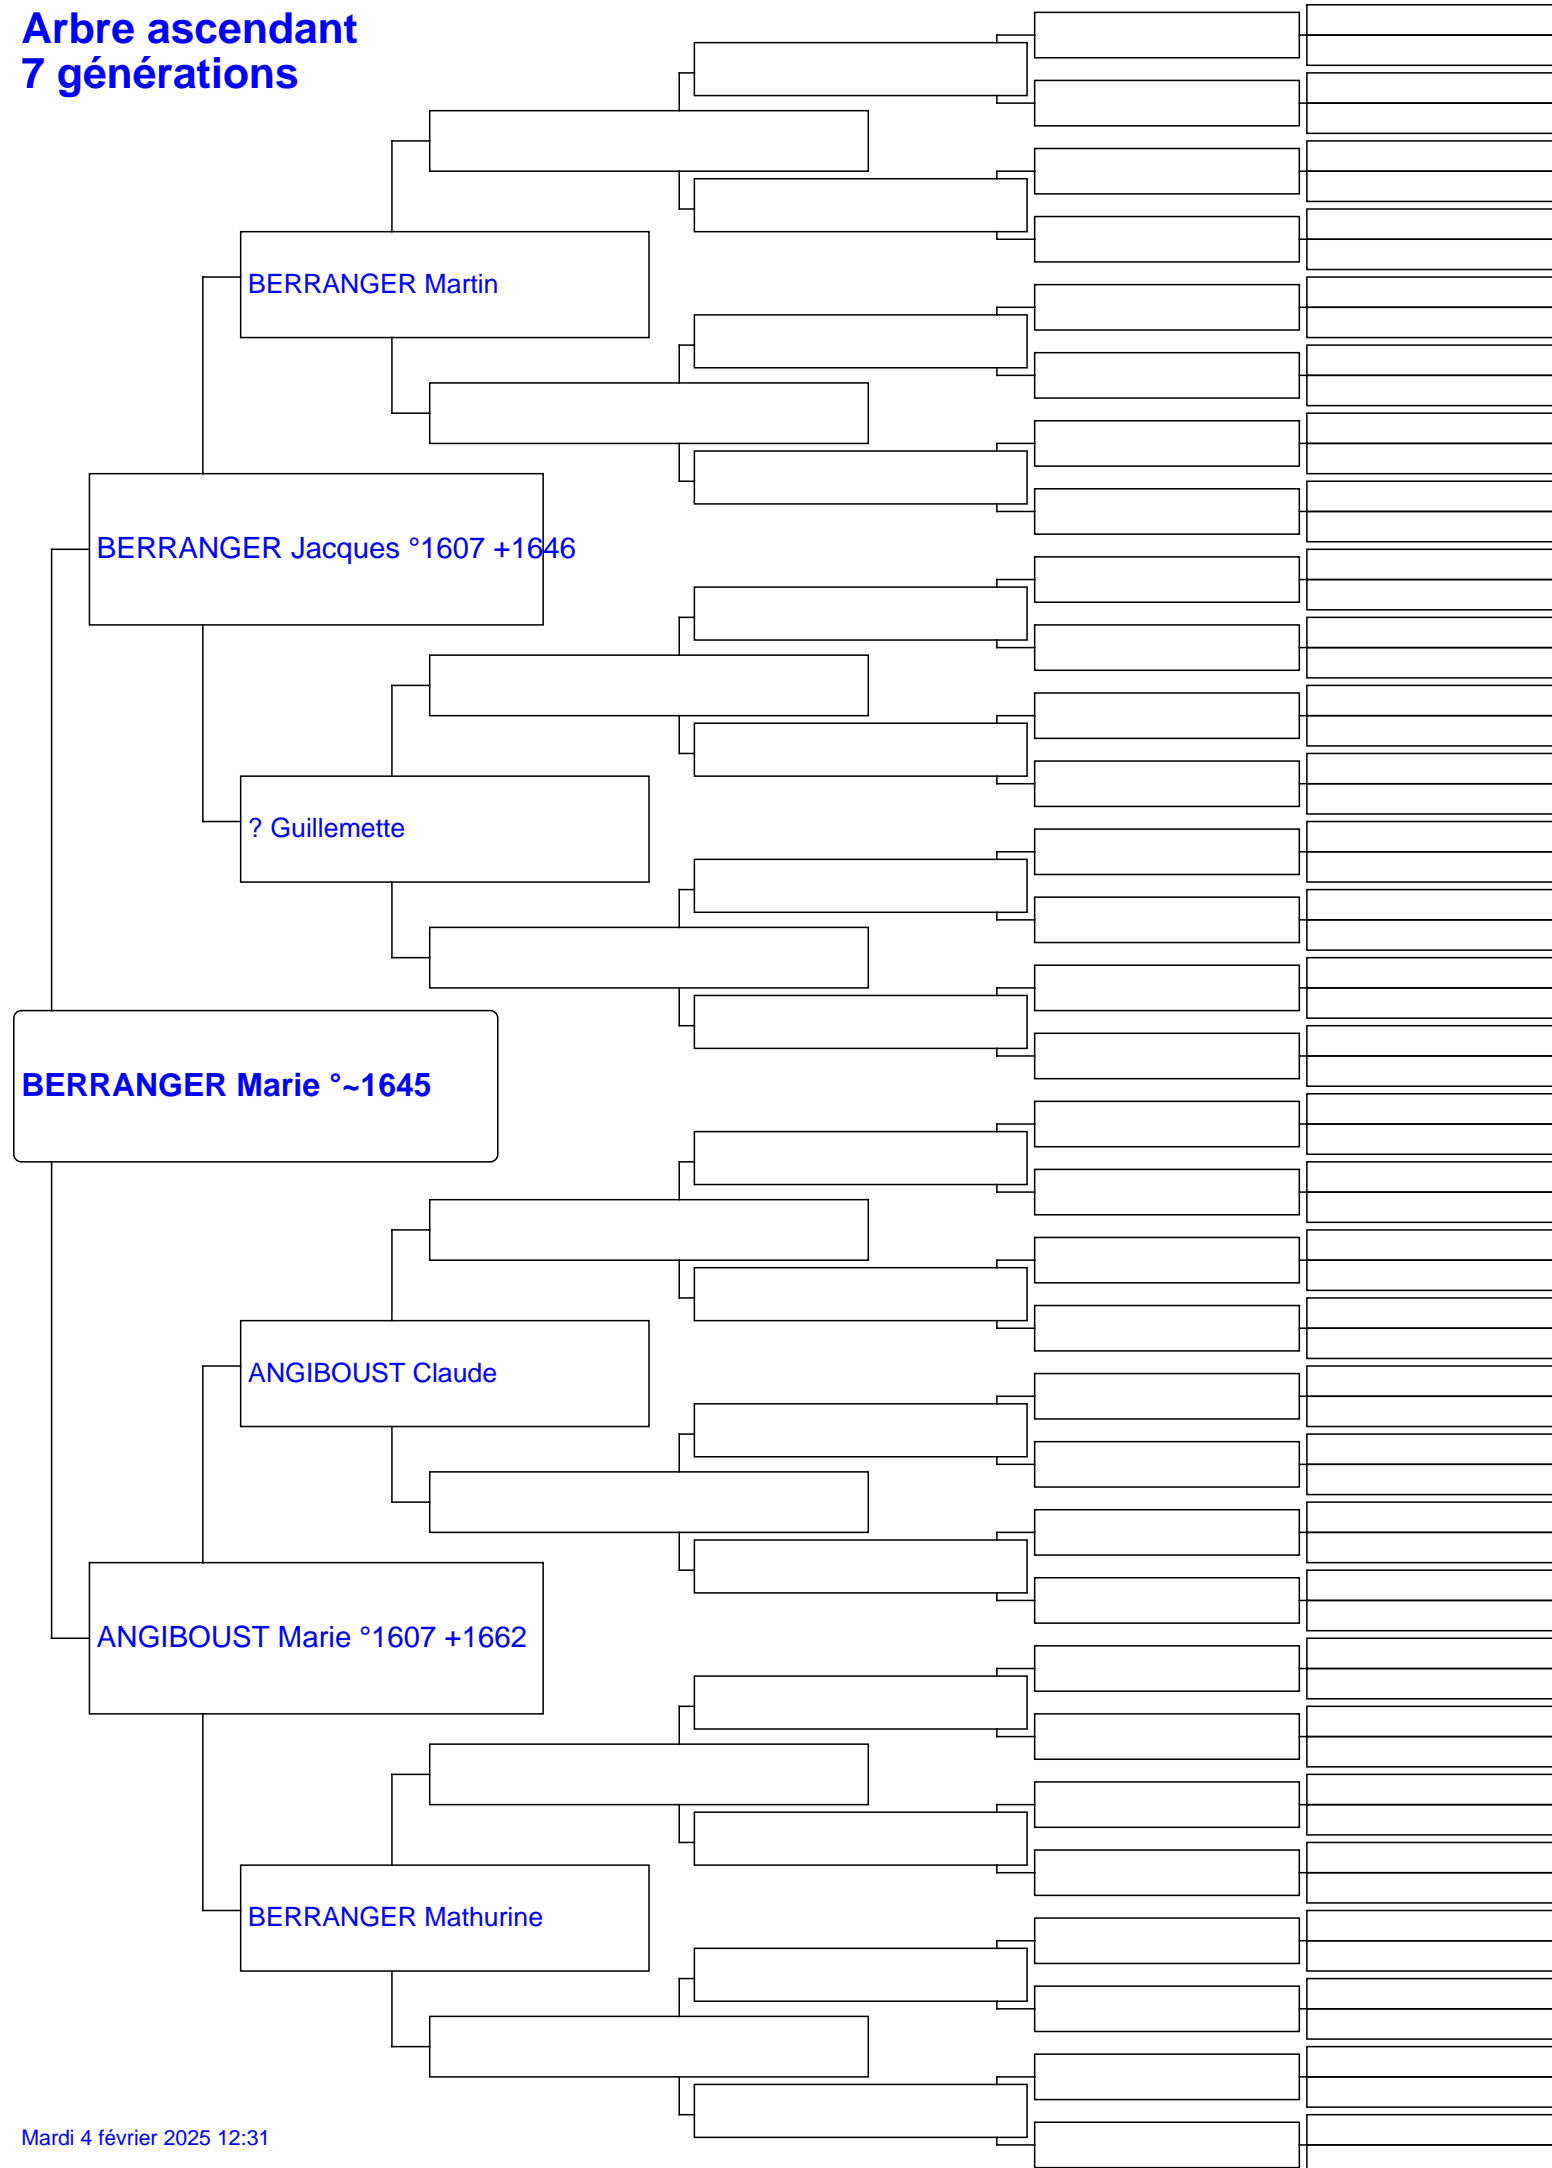 Arbre ascendant
7 générations
BERRANGER Martin
BERRANGER Jacques °1607 +1646
? Guillemette
BERRANGER Marie °~1645
ANGIBOUST Claude
ANGIBOUST Marie °1607 +1662
BERRANGER Mathurine
Mardi 4 février 2025 12:31